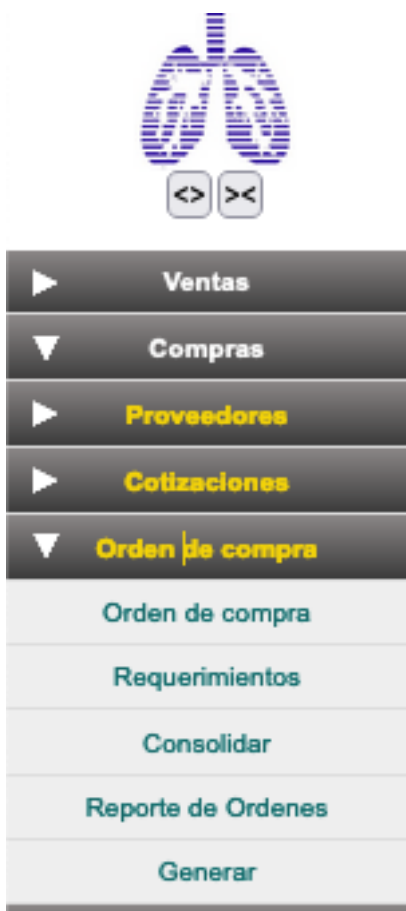 <> ><
Ventas
Compras
Proveedores
Cotizaciones
Orden de compra
Orden de compra
Requerimientos
Consolidar
Reporte de Ordenes
Generar